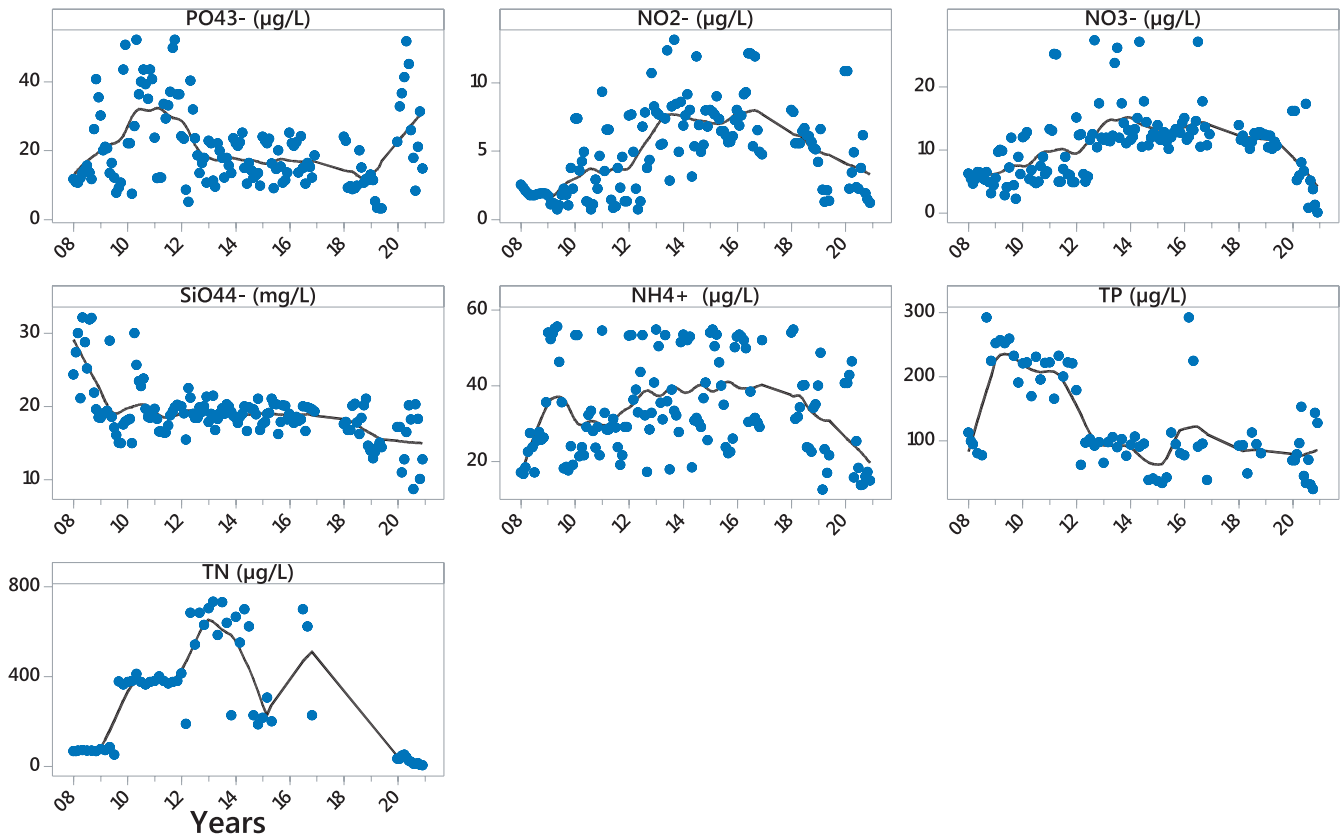 PO43- (µg/L) NO2- (µg/L) NO3- (µg/L)
40 10 20
20 5 10
0 0 0
08 10 12 14 16 18 20 08 10 12 14 16 18 20 08 10 12 14 16 18 20
SiO44- (mg/L) NH4+ (µg/L) TP (µg/L)
30 60 300
20 40 200
10 20 100
08 10 12 14 16 18 20 08 10 12 14 16 18 20 08 10 12 14 16 18 20
TN (µg/L)
800
400
0
08 10 12 14 16 18 20
Years